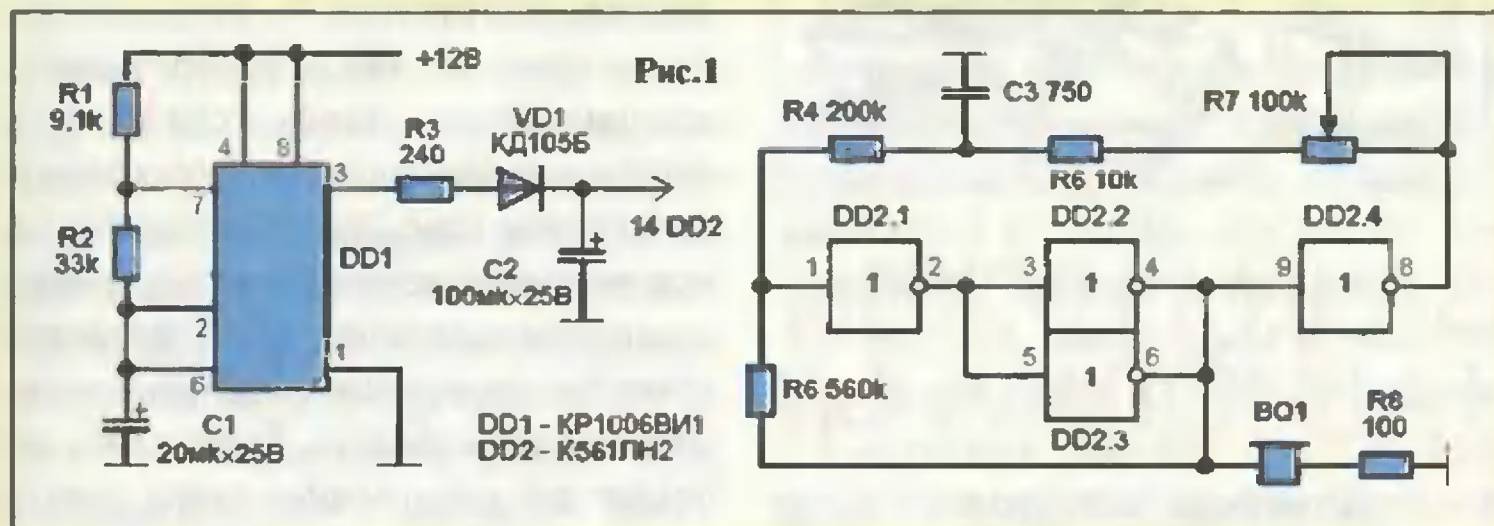 +12В
Рис.1
R1
9.1k
4
8
R3
240
VD1
КД105Б
3
7
R2
33k
DD1
14 DD2
C2
100мк×25В
2
1
6
C1
20мк×25В
DD1 - КР1006ВИ1
DD2 - К561ЛН2
C3 750
R4 200k
R7 100k
R6 10k
DD2.1
DD2.2
DD2.4
1
1
2
3
1
4
9
1
8
5
1
6
R6 560k
DD2.3
BQ1
R8
100